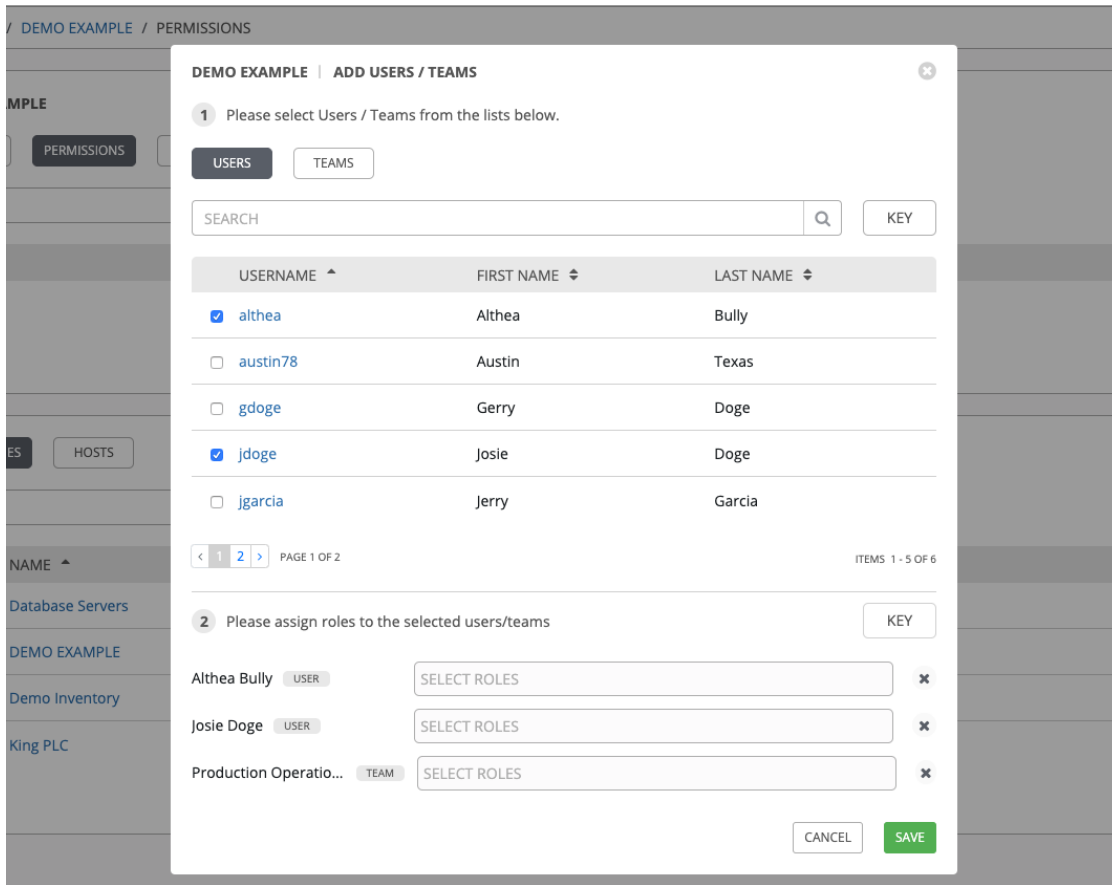 / DEMO EXAMPLE / PERMISSIONS
DEMO EXAMPLE | ADD USERS / TEAMS
MPLE
1 Please select Users / Teams from the lists below.
PERMISSIONS
USERS TEAMS
SEARCH KEY
USERNAME FIRST NAME LAST NAME
althea Althea Bully
austin78 Austin Texas
gdoge Gerry Doge
jdoge Josie Doge
jgarcia Jerry Garcia
ES HOSTS
1 2 PAGE 1 OF 2 ITEMS 1 - 5 OF 6
NAME
Database Servers
DEMO EXAMPLE
Demo Inventory
King PLC
2 Please assign roles to the selected users/teams KEY
Althea Bully USER SELECT ROLES
Josie Doge USER SELECT ROLES
Production Operatio... TEAM SELECT ROLES
CANCEL SAVE